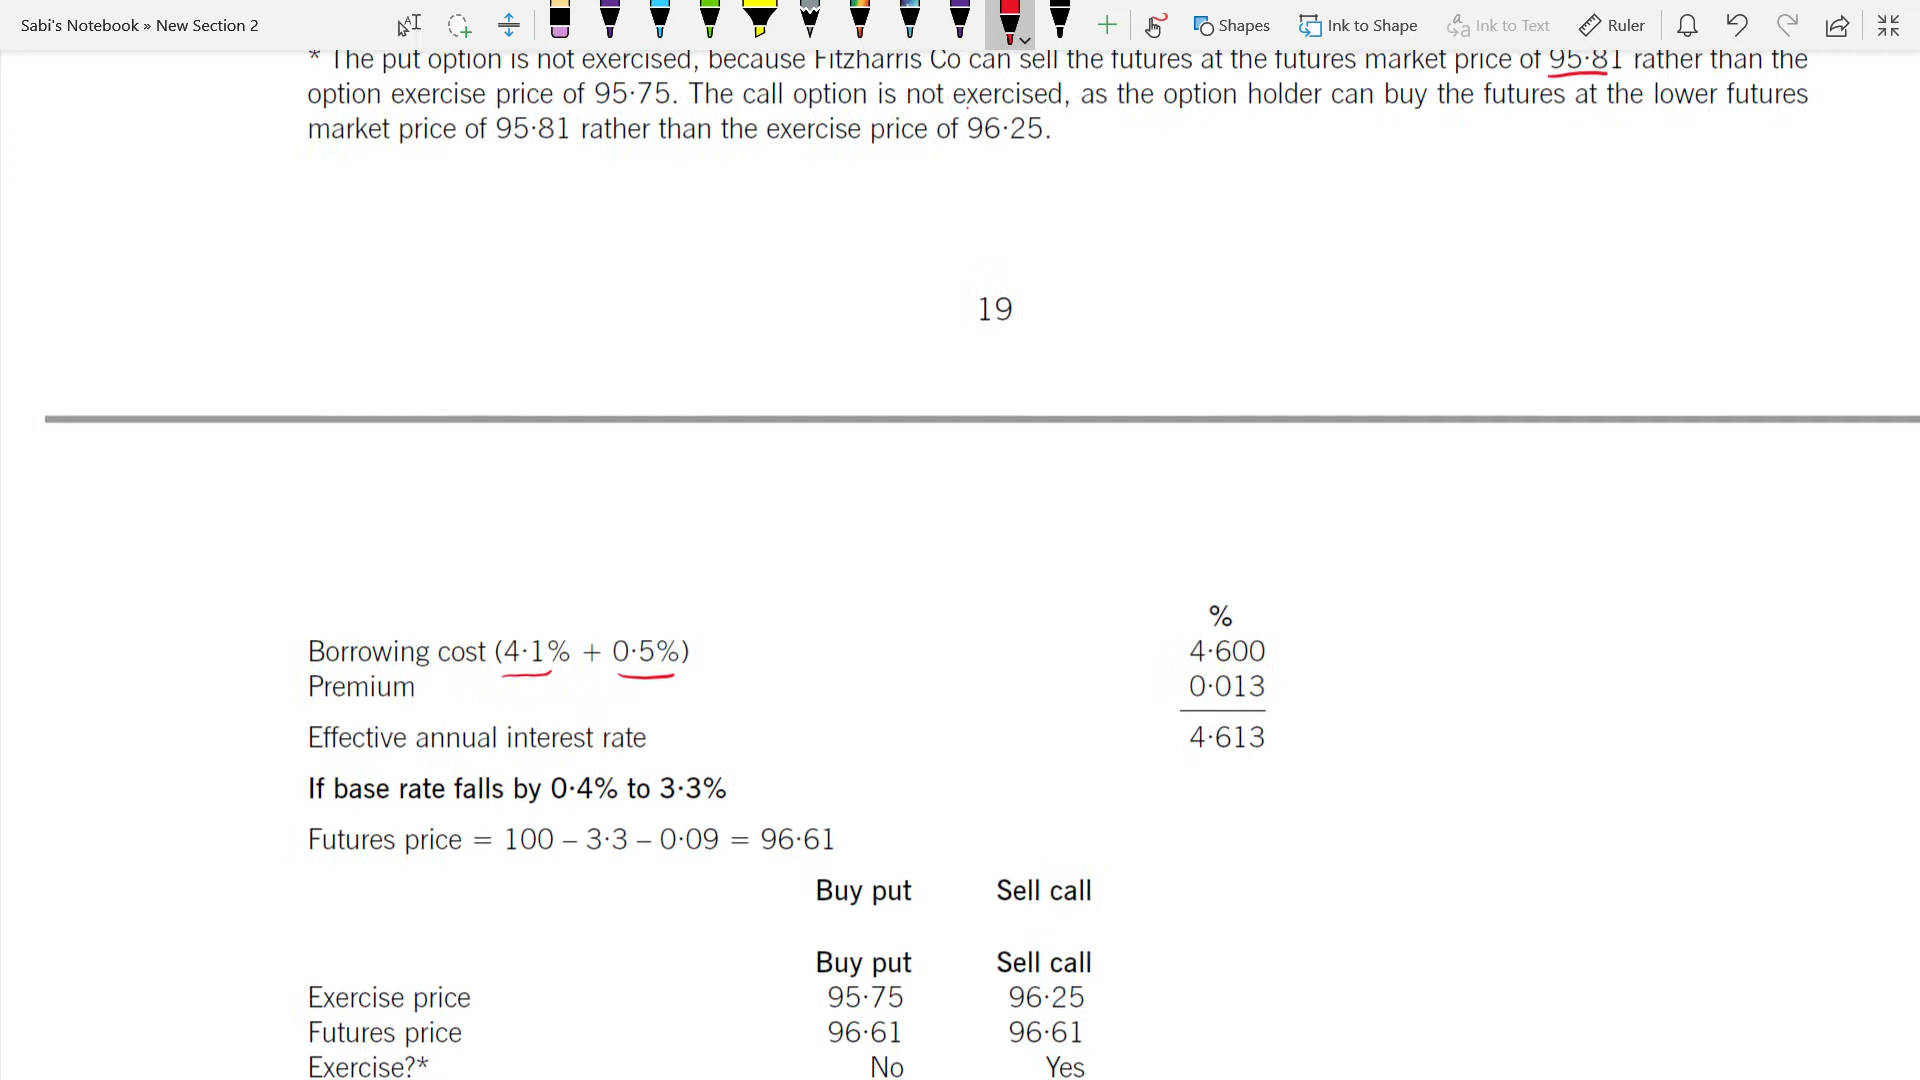 Sabi's Notebook » New Section 2
Shapes
Ink to Shape
Ink to Text
Ruler
* The put option is not exercised, because Fitzharris Co can sell the futures at the futures market price of 95·81 rather than the
option exercise price of 95·75. The call option is not exercised, as the option holder can buy the futures at the lower futures
market price of 95·81 rather than the exercise price of 96·25.
19
%
Borrowing cost (4·1% + 0·5%) 4·600
Premium 0·013
Effective annual interest rate 4·613
If base rate falls by 0·4% to 3·3%
Futures price = 100 – 3·3 – 0·09 = 96·61
Buy put Sell call
Buy put Sell call
Exercise price 95·75 96·25
Futures price 96·61 96·61
Exercise?* No Yes